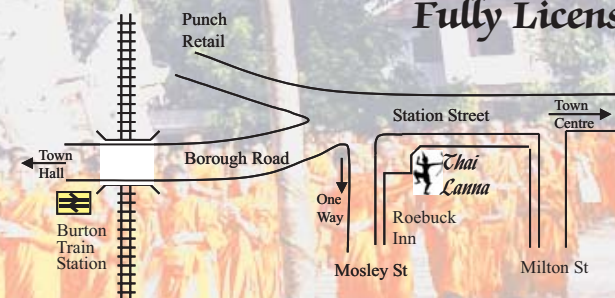 Fully Licens
Punch
Retail
Station Street
Town
Centre
Borough Road
Town
Hall
Thai
Lanna
One
Way
Roebuck
Inn
Burton
Train
Station
Mosley St
Milton St